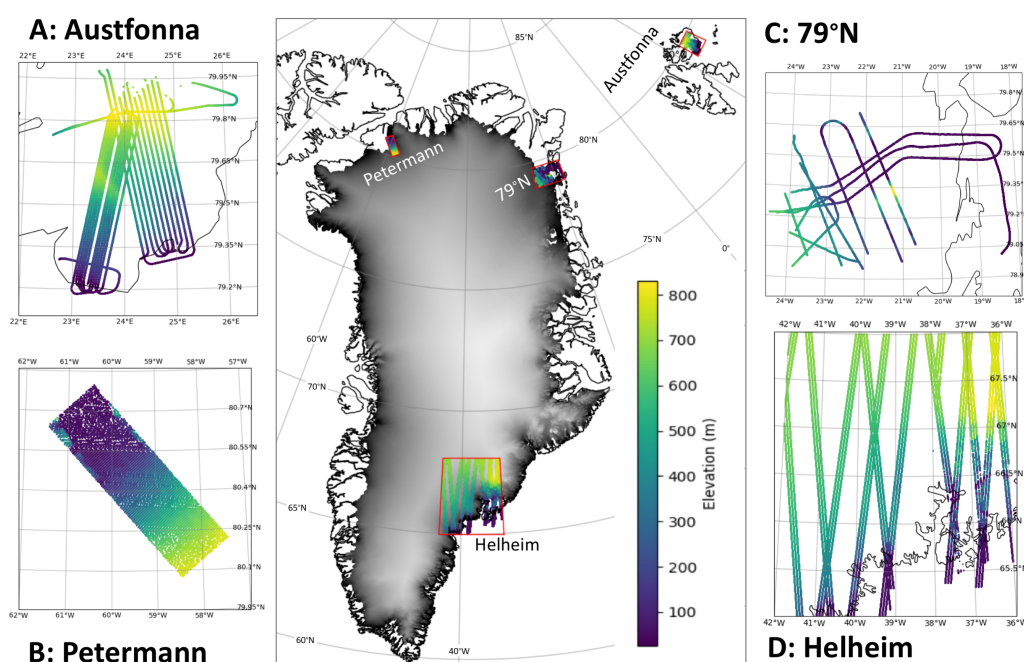 A: Austfonna
22°E 23°E 24°E 25°E 26°E
79.95°N
79.8°N
79.65°N
79.5°N
79.35°N
79.2°N
22°E 23°E 24°E 25°E 26°E
62°W 61°W 60°W 59°W 58°W 57°W
80.7°N
80.55°N
80.4°N
80.25°N
80.1°N
79.95°N
62°W 61°W 60°W 59°W 58°W
B: Petermann
85°N
Austfonna
80°N
Petermann
79°N
75°N
0°
60°W
70°N
65°N
Helheim
60°N
40°W
800
700
600
500
400
300
200
100
Elevation (m)
C: 79°N
24°W 23°W 22°W 21°W 20°W 19°W 18°W 17°W
79.8°N
79.65°N
79.5°N
79.35°N
79.2°N
79.05
78.9
24°W 23°W 22°W 21°W 20°W 19°W 18°
42°W 41°W 40°W 39°W 38°W 37°W 36°W
67.5°N
67°N
66.5°N
65.5°N
42°W 41°W 40°W 39°W 38°W 37°W 36°W 35°W
D: Helheim